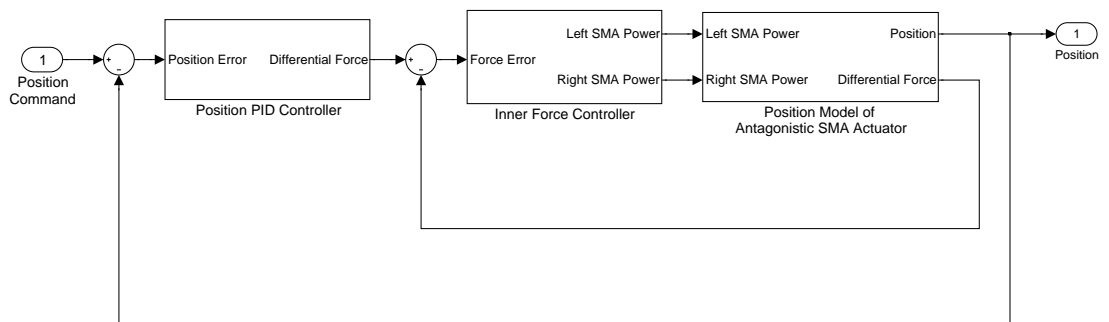 1
Position
Command
+
−
Position Error
Differential Force
Position PID Controller
+
−
Force Error
Left SMA Power
Right SMA Power
Inner Force Controller
Left SMA Power
Right SMA Power
Position
Differential Force
Position Model of
Antagonistic SMA Actuator
1
Position